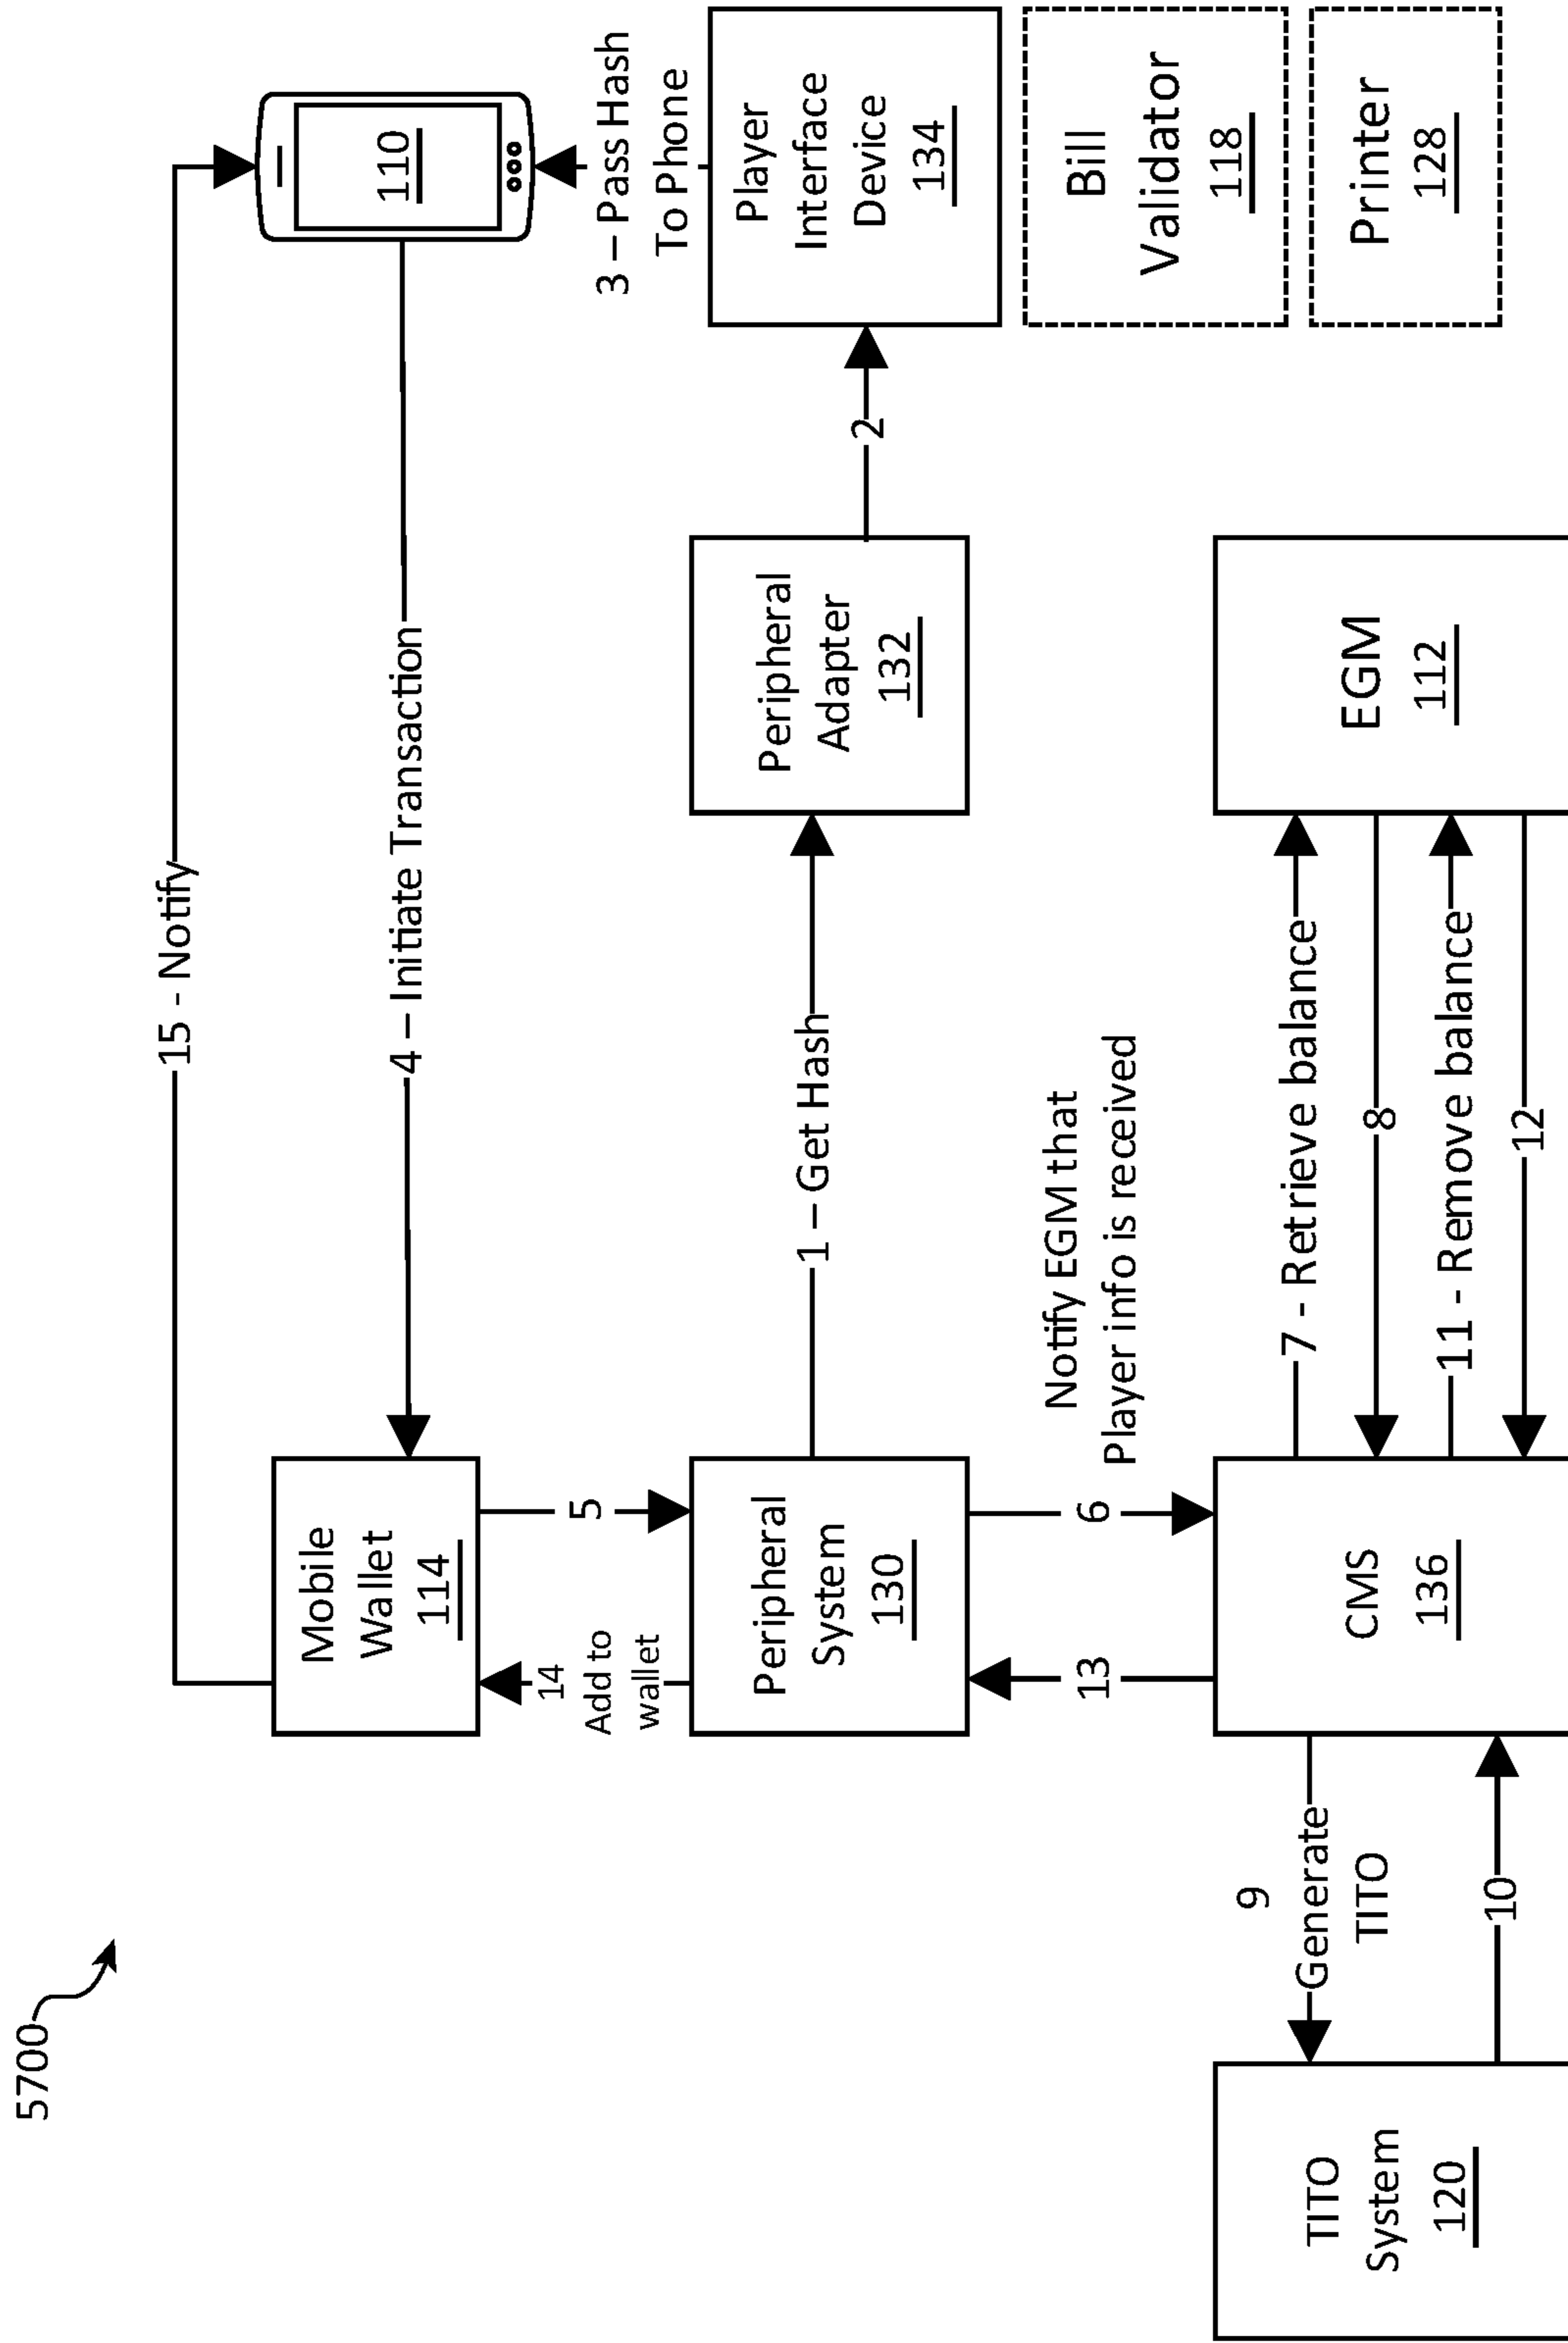 5700
15 - Notify
110
4 – Initiate Transaction
Mobile
Wallet
114
14
Add to
wallet
5
3 – Pass Hash
To Phone
Peripheral
System
130
1 – Get Hash
Peripheral
Adapter
132
2
Player
Interface
Device
134
13
6
Notify EGM that
Player info is received
Bill
Validator
118
Printer
128
TITO
System
120
9
Generate
TITO
10
CMS
136
7 - Retrieve balance
8
11 - Remove balance
12
EGM
112